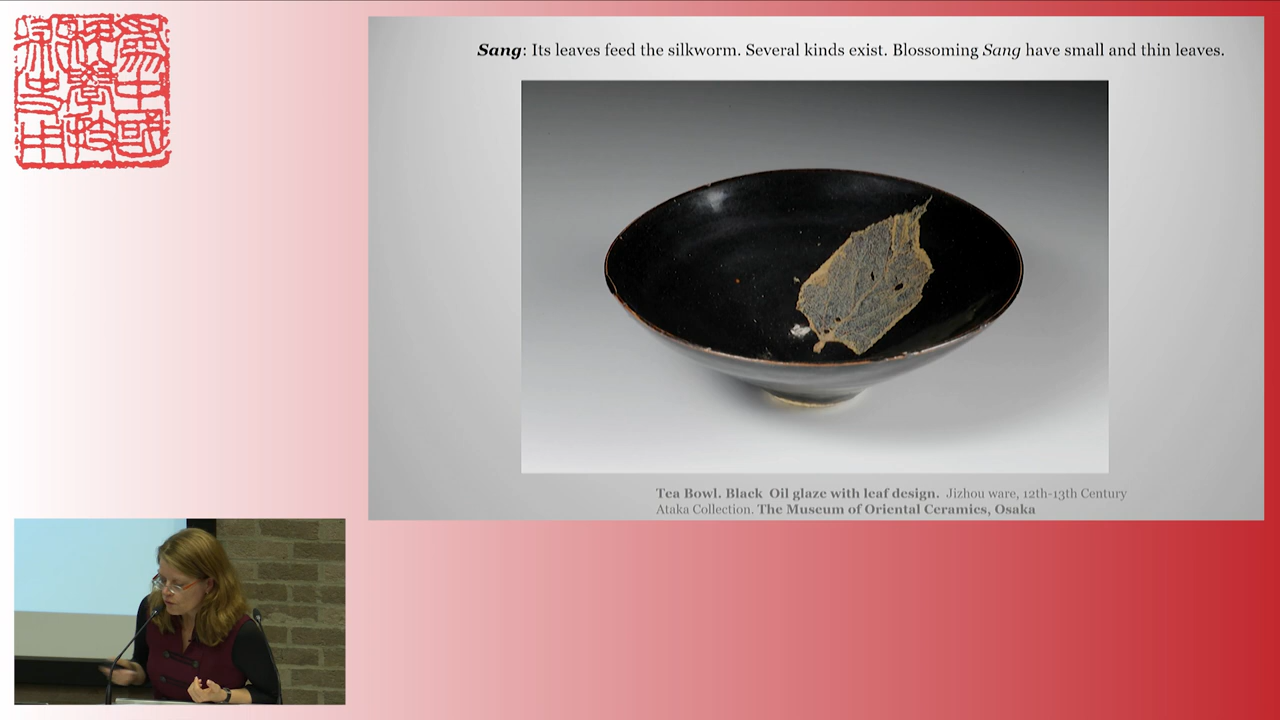 Sang: Its leaves feed the silkworm. Several kinds exist. Blossoming Sang have small and thin leaves.
Tea Bowl. Black Oil glaze with leaf design. Jizhou ware, 12th-13th Century
Ataka Collection. The Museum of Oriental Ceramics, Osaka